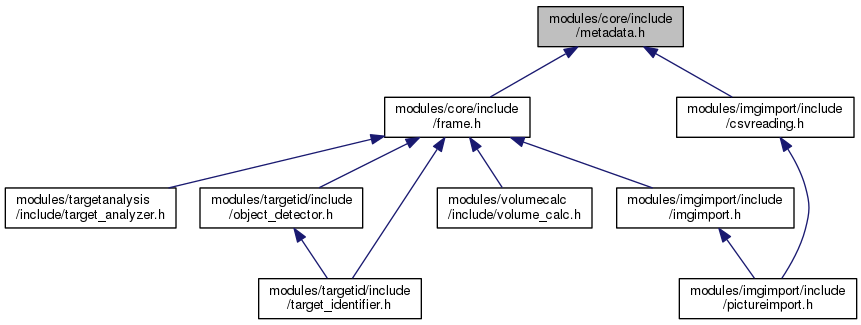 modules/core/include
/metadata.h
modules/core/include
/frame.h
modules/imgimport/include
/csvreading.h
modules/targetanalysis
/include/target_analyzer.h
modules/targetid/include
/object_detector.h
modules/volumecalc
/include/volume_calc.h
modules/imgimport/include
/imgimport.h
modules/targetid/include
/target_identifier.h
modules/imgimport/include
/pictureimport.h